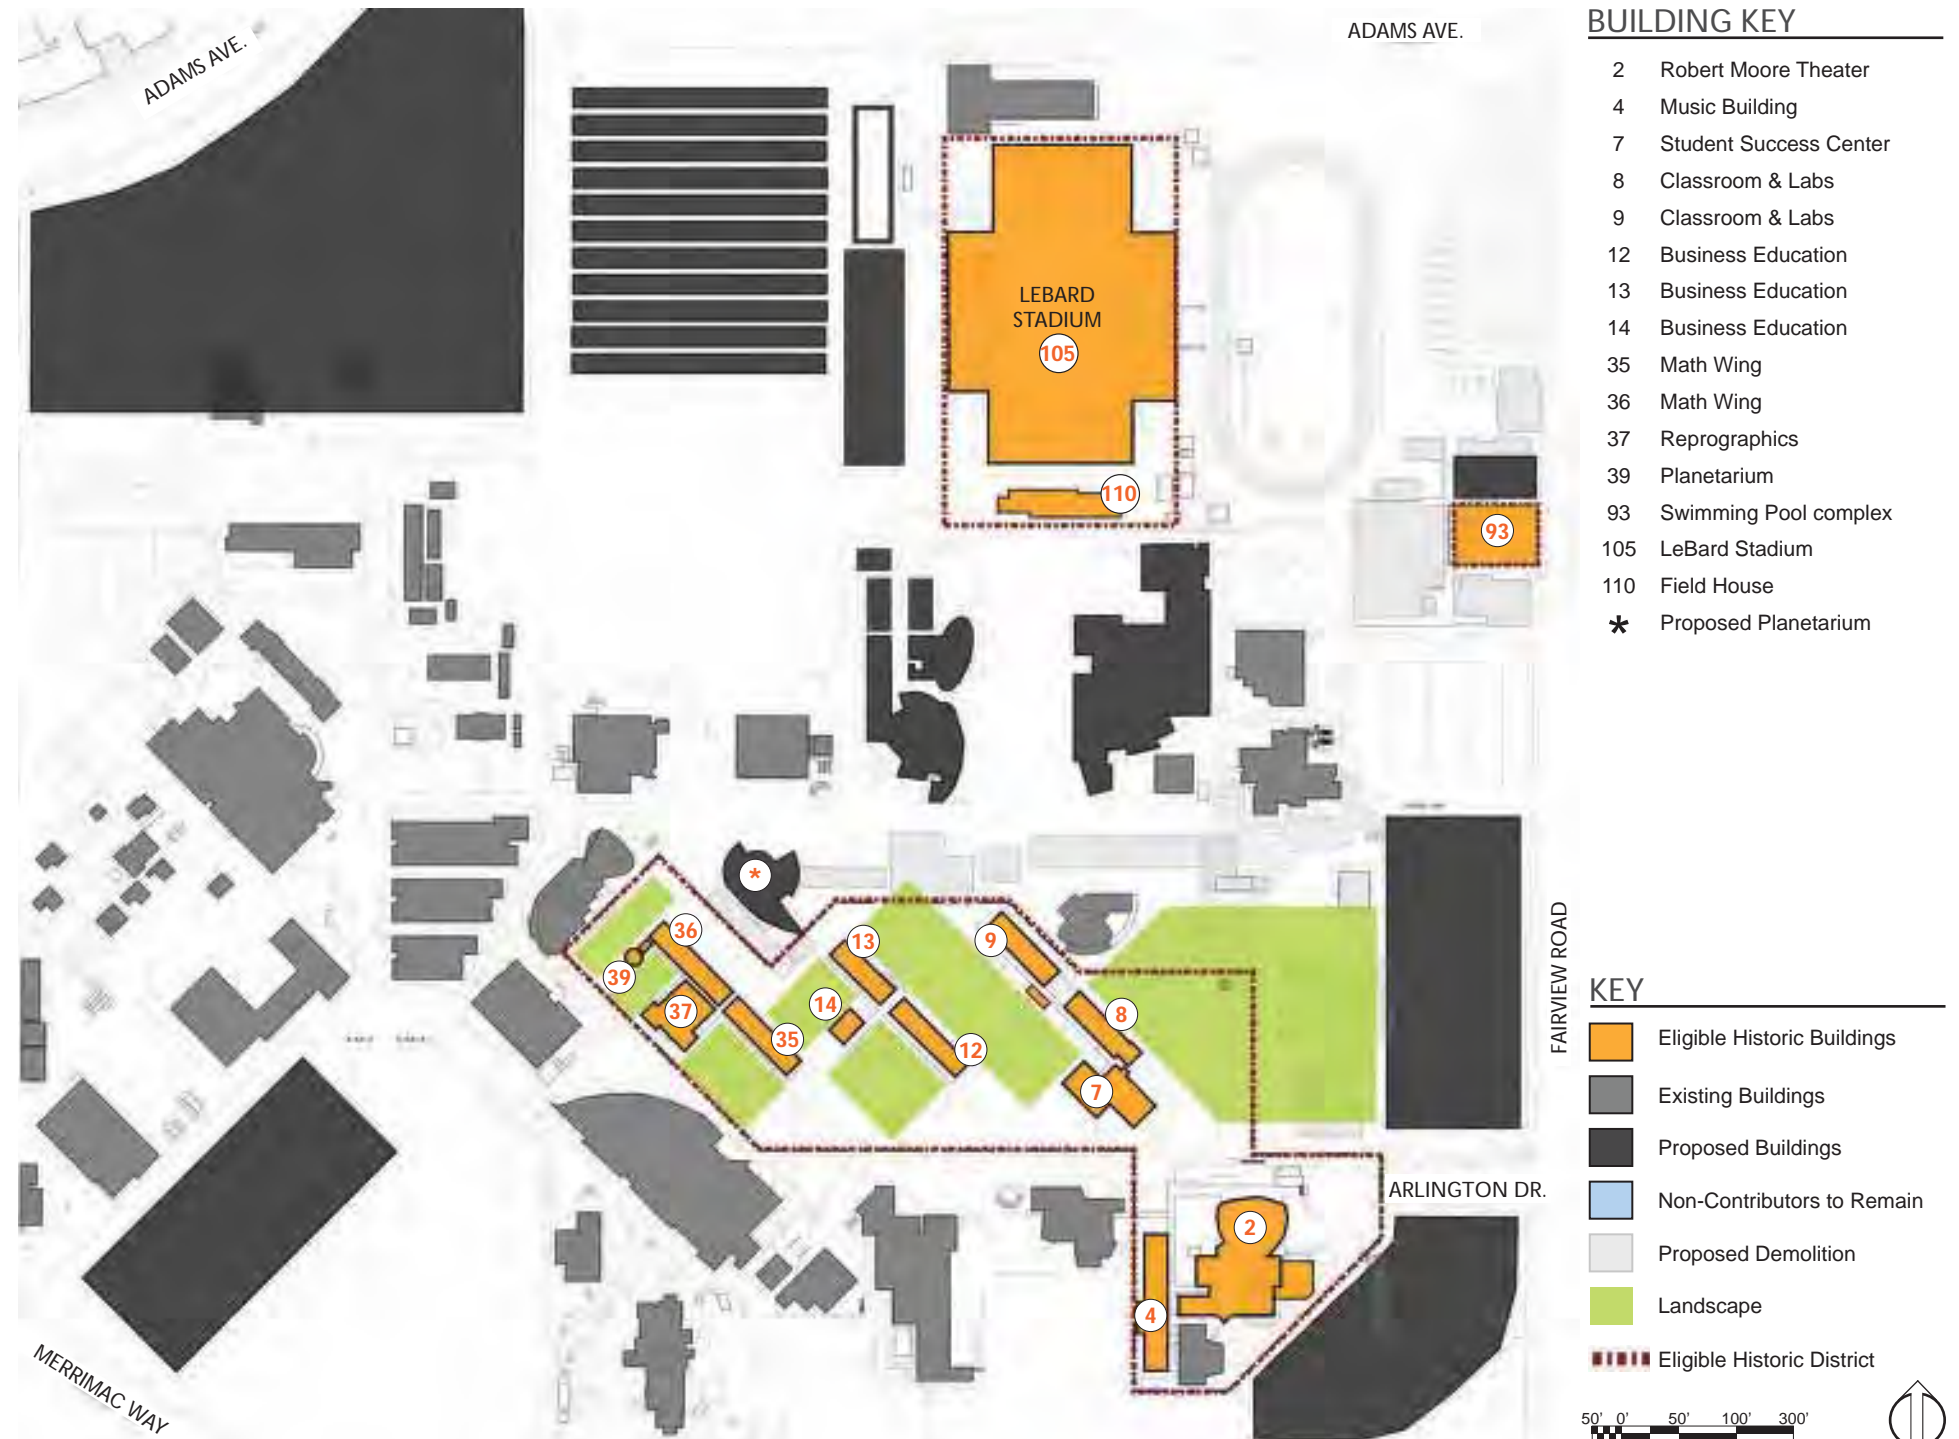 ADAMS AVE.
ADAMS AVE.
BUILDING KEY
2 Robert Moore Theater
4 Music Building
7 Student Success Center
8 Classroom & Labs
9 Classroom & Labs
12 Business Education
13 Business Education
14 Business Education
35 Math Wing
36 Math Wing
37 Reprographics
39 Planetarium
93 Swimming Pool complex
105 LeBard Stadium
110 Field House
* Proposed Planetarium
LEBARD
STADIUM
105
110
93
*
36
13
9
39
37
14
8
35
12
7
FAIRVIEW ROAD
ARLINGTON DR.
2
4
MERRIMAC WAY
KEY
Eligible Historic Buildings
Existing Buildings
Proposed Buildings
Non-Contributors to Remain
Proposed Demolition
Landscape
Eligible Historic District
50' 0' 50' 100' 300'